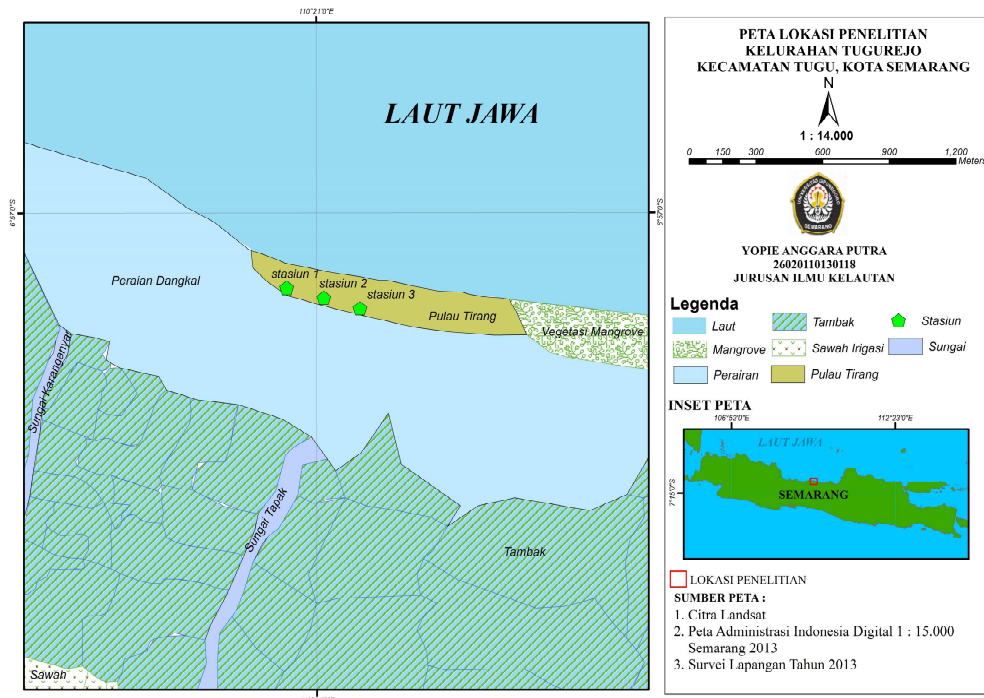 110°21'0"E
LAUT JAWA
6°57'0"S
6°57'0"S
Peraian Dangkal
stasiun 1
stasiun 2
stasiun 3
Pulau Tirang
Vegetasi Mangrove
Sungai Karanganyar
Sungai Tapak
Tambak
Sawah
PETA LOKASI PENELITIAN
KELURAHAN TUGUREJO
KECAMATAN TUGU, KOTA SEMARANG
N
1 : 14.000
0 150 300 600 900 1,200
Meters
SEMARANG
YOPIE ANGGARA PUTRA
26020110130118
JURUSAN ILMU KELAUTAN
Legenda
Laut Tambak Stasiun
Mangrove Sawah Irigasi Sungai
Perairan Pulau Tirang
INSET PETA
106°53'0"E 112°23'0"E
LAUT JAWA
7°15'0"S
SEMARANG
LOKASI PENELITIAN
SUMBER PETA :
1. Citra Landsat
2. Peta Administrasi Indonesia Digital 1 : 15.000
Semarang 2013
3. Survei Lapangan Tahun 2013